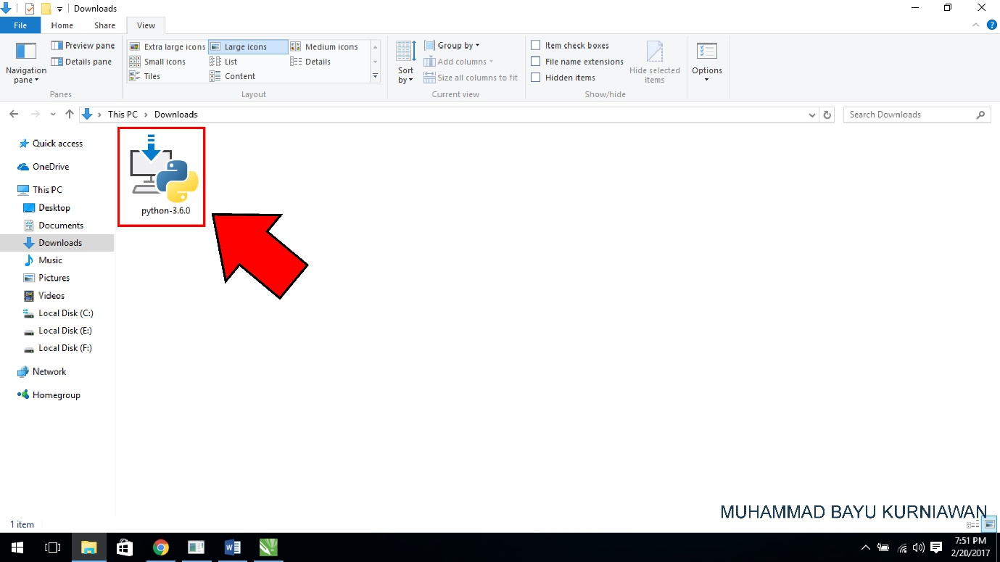 Downloads
File Home Share View
Navigation pane
Preview pane
Details pane
Panes
Extra large icons Large icons Medium icons
Small icons List Details
Tiles Content
Layout
Sort by
Group by
Add columns
Size all columns to fit
Current view
Item check boxes
File name extensions
Hidden items
Hide selected items
Show/hide
Options
This PC > Downloads
Search Downloads
Quick access
OneDrive
This PC
Desktop
Documents
Downloads
Music
Pictures
Videos
Local Disk (C:)
Local Disk (E:)
Local Disk (F:)
Network
Homegroup
python-3.6.0
MUHAMMAD BAYU KURNIAWAN
1 item
7:51 PM
2/20/2017